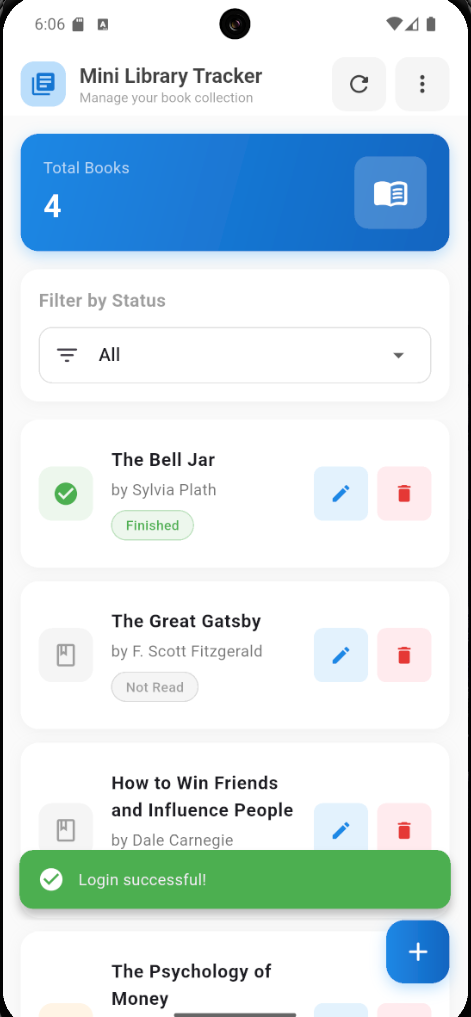 6:06
Mini Library Tracker
Manage your book collection
Total Books
4
Filter by Status
All
The Bell Jar
by Sylvia Plath
Finished
The Great Gatsby
by F. Scott Fitzgerald
Not Read
How to Win Friends
and Influence People
by Dale Carnegie
Login successful!
The Psychology of
Money